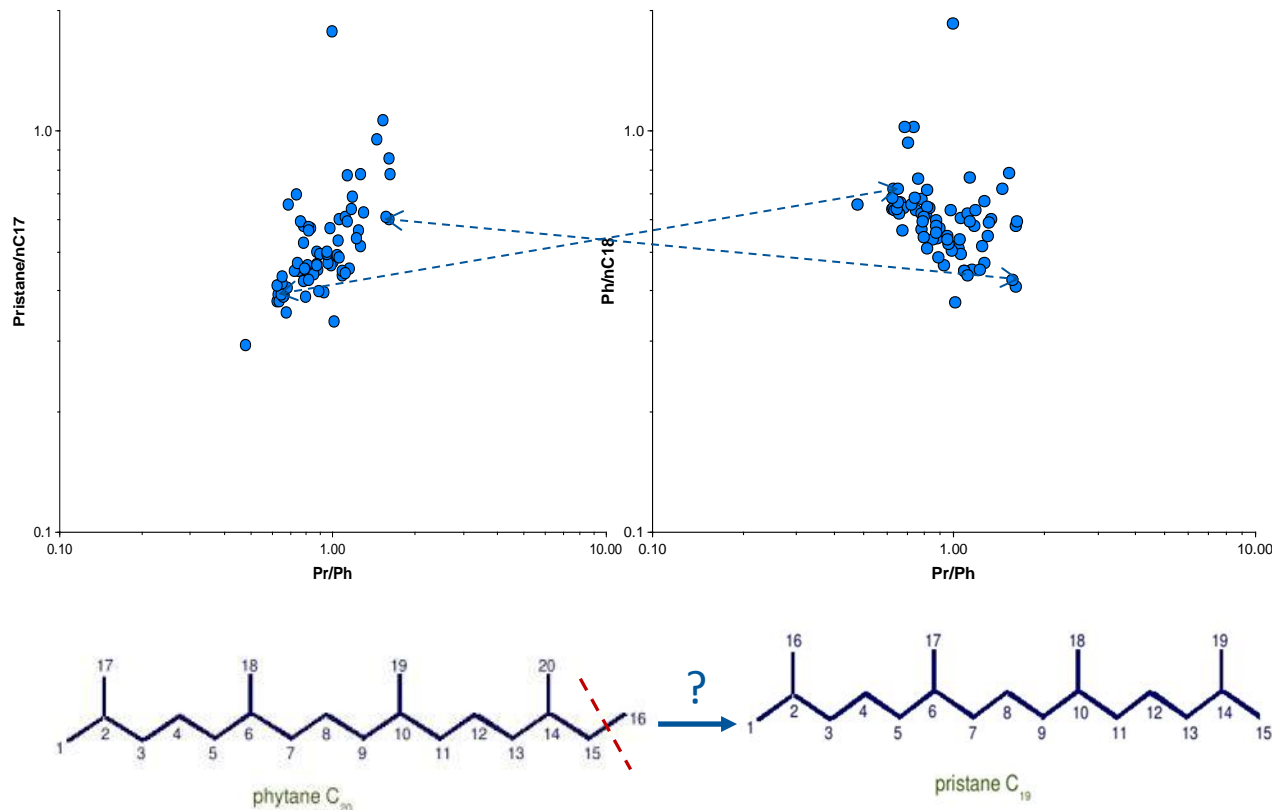 Pristane/nC17
1.0
0.1
0.10
1.00
10.00
Pr/Ph
Ph/nC18
1.0
0.1
0.10
1.00
10.00
Pr/Ph
17 18 19 20
1 2 3 4 5 6 7 8 9 10 11 12 13 14 15 16
phytane C20
?
16 17 18 19
1 2 3 4 5 6 7 8 9 10 11 12 13 14 15
pristane C19